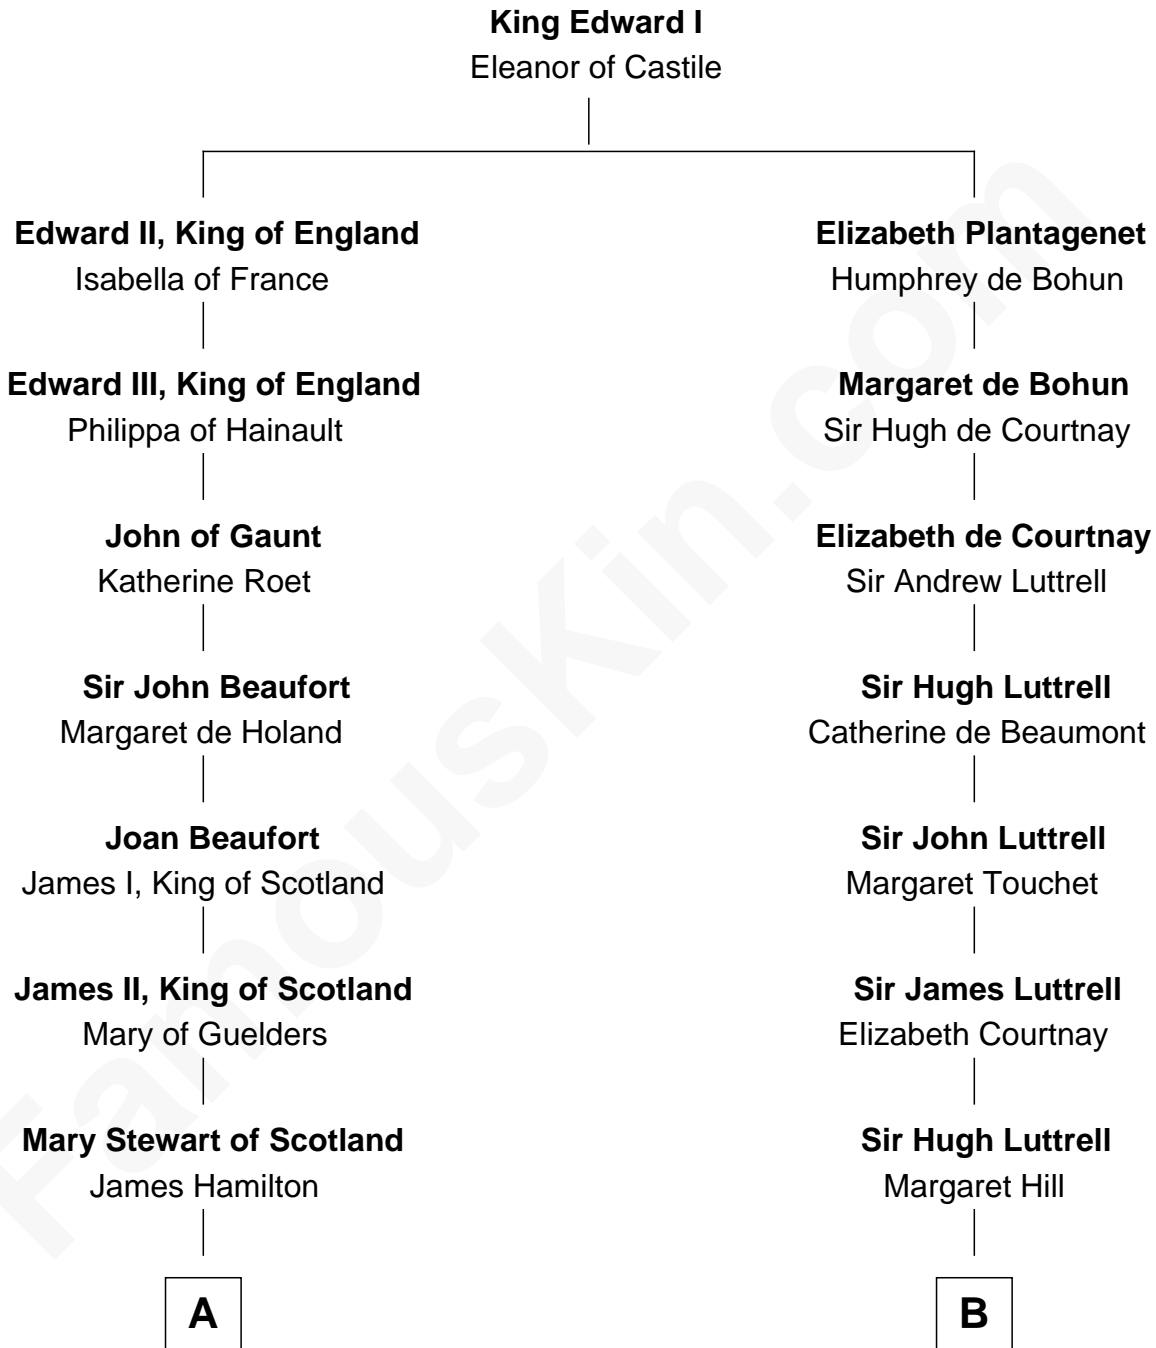 King Edward I
Eleanor of Castile
Edward II, King of England
Isabella of France
Edward III, King of England
Philippa of Hainault
John of Gaunt
Katherine Roet
Sir John Beaufort
Margaret de Holand
Joan Beaufort
James I, King of Scotland
James II, King of Scotland
Mary of Guelders
Mary Stewart of Scotland
James Hamilton
A
Elizabeth Plantagenet
Humphrey de Bohun
Margaret de Bohun
Sir Hugh de Courtnay
Elizabeth de Courtnay
Sir Andrew Luttrell
Sir Hugh Luttrell
Catherine de Beaumont
Sir John Luttrell
Margaret Touchet
Sir James Luttrell
Elizabeth Courtnay
Sir Hugh Luttrell
Margaret Hill
B
FamousKin.com